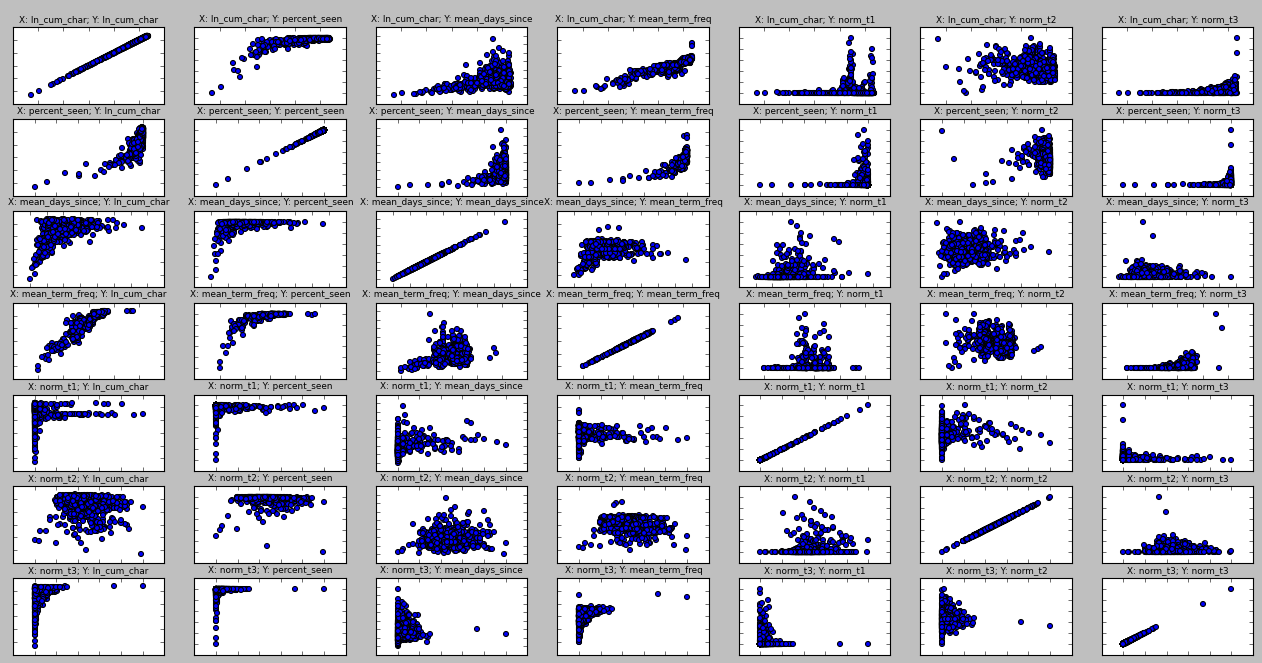 X: ln_cum_char; Y: ln_cum_char X: ln_cum_char; Y: percent_seen X: ln_cum_char; Y: mean_days_since X: ln_cum_char; Y: mean_term_freq X: ln_cum_char; Y: norm_t1 X: ln_cum_char; Y: norm_t2 X: ln_cum_char; Y: norm_t3
X: percent_seen; Y: ln_cum_char X: percent_seen; Y: percent_seen X: percent_seen; Y: mean_days_since X: percent_seen; Y: mean_term_freq X: percent_seen; Y: norm_t1 X: percent_seen; Y: norm_t2 X: percent_seen; Y: norm_t3
X: mean_days_since; Y: ln_cum_char X: mean_days_since; Y: percent_seen X: mean_days_since; Y: mean_days_since X: mean_days_since; Y: mean_term_freq X: mean_days_since; Y: norm_t1 X: mean_days_since; Y: norm_t2 X: mean_days_since; Y: norm_t3
X: mean_term_freq; Y: ln_cum_char X: mean_term_freq; Y: percent_seen X: mean_term_freq; Y: mean_days_since X: mean_term_freq; Y: mean_term_freq X: mean_term_freq; Y: norm_t1 X: mean_term_freq; Y: norm_t2 X: mean_term_freq; Y: norm_t3
X: norm_t1; Y: ln_cum_char X: norm_t1; Y: percent_seen X: norm_t1; Y: mean_days_since X: norm_t1; Y: mean_term_freq X: norm_t1; Y: norm_t1 X: norm_t1; Y: norm_t2 X: norm_t1; Y: norm_t3
X: norm_t2; Y: ln_cum_char X: norm_t2; Y: percent_seen X: norm_t2; Y: mean_days_since X: norm_t2; Y: mean_term_freq X: norm_t2; Y: norm_t1 X: norm_t2; Y: norm_t2 X: norm_t2; Y: norm_t3
X: norm_t3; Y: ln_cum_char X: norm_t3; Y: percent_seen X: norm_t3; Y: mean_days_since X: norm_t3; Y: mean_term_freq X: norm_t3; Y: norm_t1 X: norm_t3; Y: norm_t2 X: norm_t3; Y: norm_t3